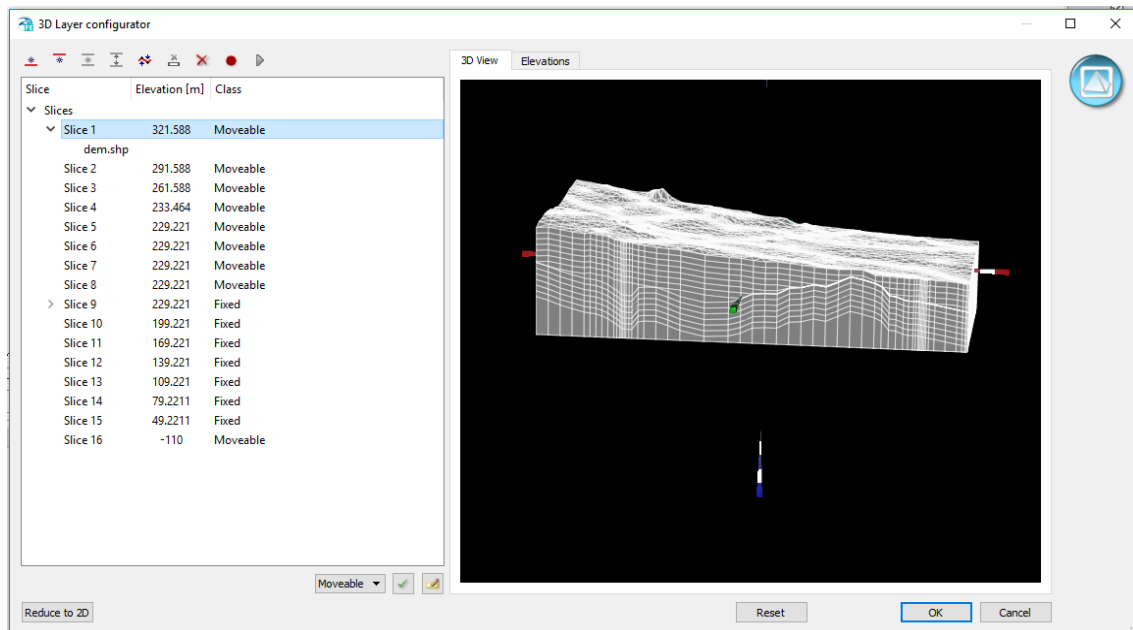 3D Layer configurator
3D View Elevations
Slice Elevation [m] Class
Slices
Slice 1 321.588 Moveable
dem.shp
Slice 2 291.588 Moveable
Slice 3 261.588 Moveable
Slice 4 233.464 Moveable
Slice 5 229.221 Moveable
Slice 6 229.221 Moveable
Slice 7 229.221 Moveable
Slice 8 229.221 Moveable
Slice 9 229.221 Fixed
Slice 10 199.221 Fixed
Slice 11 169.221 Fixed
Slice 12 139.221 Fixed
Slice 13 109.221 Fixed
Slice 14 79.2211 Fixed
Slice 15 49.2211 Fixed
Slice 16 -110 Moveable
Moveable
Reduce to 2D Reset OK Cancel